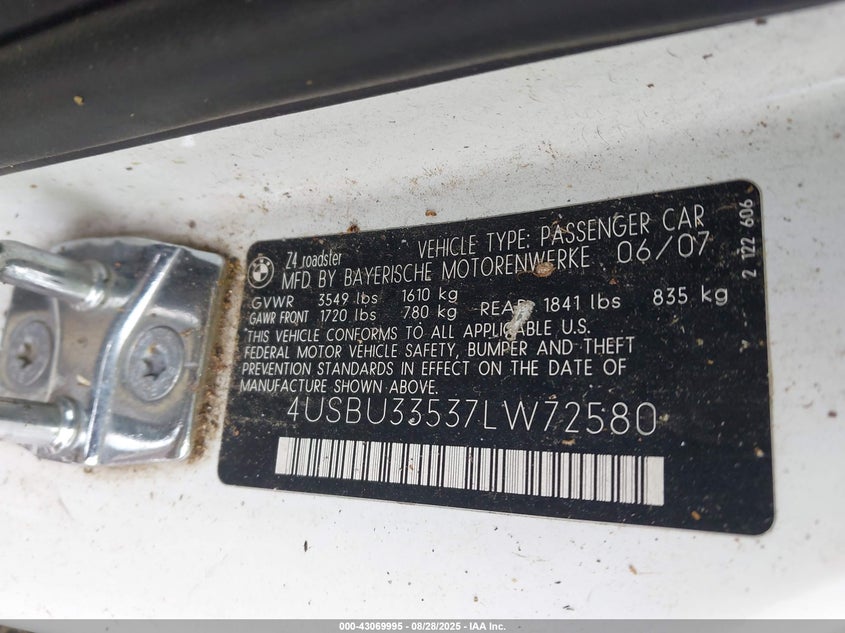 Z4 roadster
VEHICLE TYPE: PASSENGER CAR
MFD BY BAYERISCHE MOTORENWERKE 06/07
GVWR 3549 lbs 1610 kg
GAWR FRONT 1720 lbs 780 kg REAR 1841 lbs 835 kg
THIS VEHICLE CONFORMS TO ALL APPLICABLE U.S.
FEDERAL MOTOR VEHICLE SAFETY, BUMPER AND THEFT
PREVENTION STANDARDS IN EFFECT ON THE DATE OF
MANUFACTURE SHOWN ABOVE.
4USBU33537LW72580
2 122 606
000-43069995 - 08/28/2025 - IAA Inc.